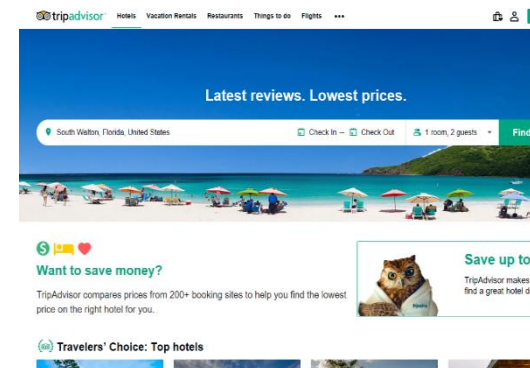 tripadvisor Hotels Vacation Rentals Restaurants Things to do Flights
Latest reviews. Lowest prices.
South Walton, Florida, United States Check In — Check Out 1 room, 2 guests Find
Want to save money?
TripAdvisor compares prices from 200+ booking sites to help you find the lowest
price on the right hotel for you.
Save up to
TripAdvisor makes
find a great hotel d
Travelers' Choice: Top hotels